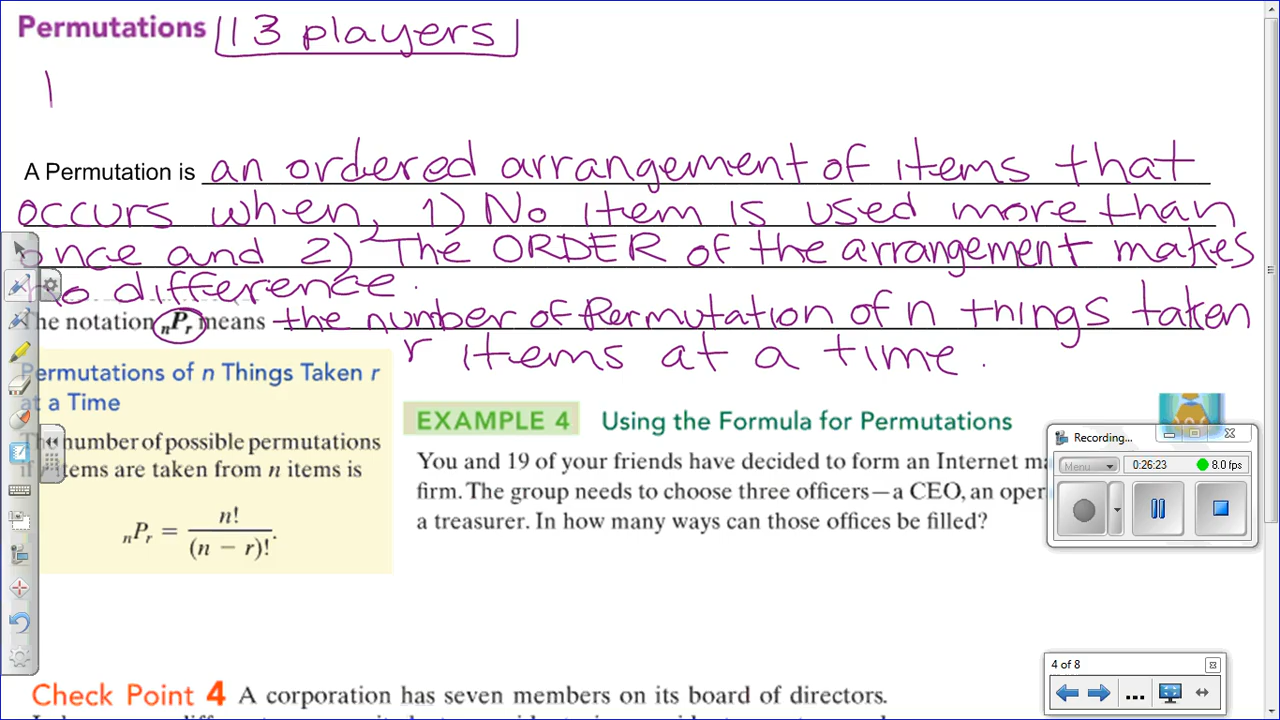 Permutations 13 players
1
A Permutation is an ordered arrangement of items that
occurs when, 1) No item is used more than
once and 2) The ORDER of the arrangement makes
no difference.
The notation nPr means the number of Permutation of n things taken
r items at a time.
Permutations of n Things Taken r
at a Time
The number of possible permutations
if r items are taken from n items is
nPr = n! / (n − r)!.
EXAMPLE 4 Using the Formula for Permutations
You and 19 of your friends have decided to form an Internet ma
firm. The group needs to choose three officers—a CEO, an oper
a treasurer. In how many ways can those offices be filled?
Recording...
Menu
0:26:23
8.0 fps
4 of 8
Check Point 4 A corporation has seven members on its board of directors.